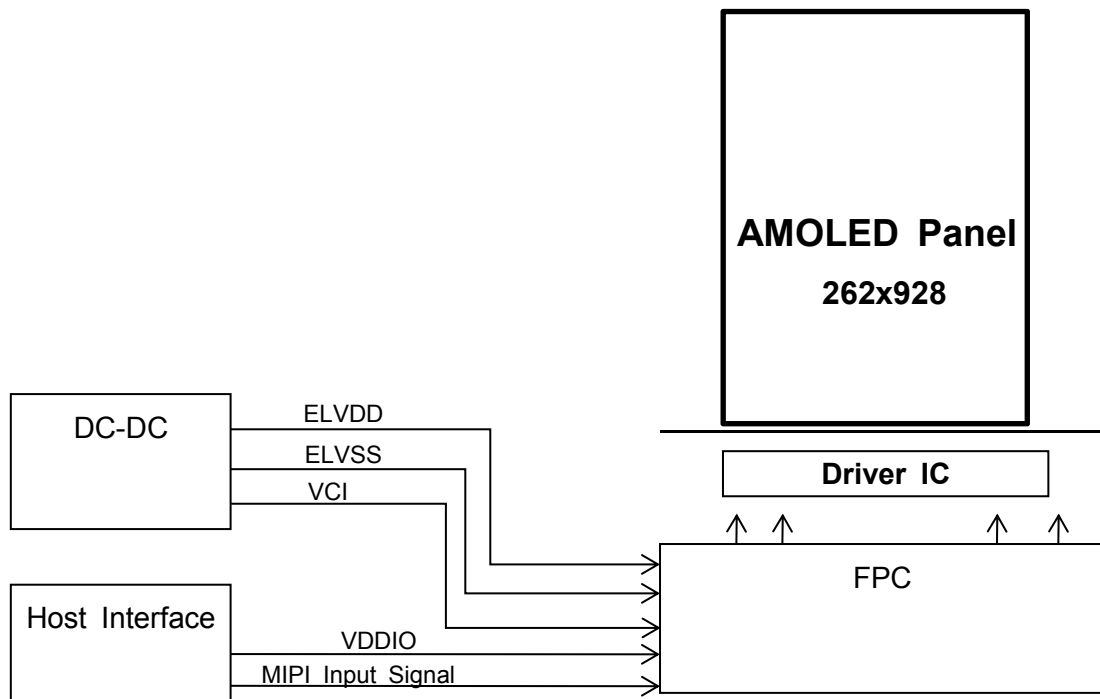 AMOLED Panel
262x928
DC-DC
ELVDD
ELVSS
VCI
Driver IC
FPC
Host Interface
VDDIO
MIPI Input Signal